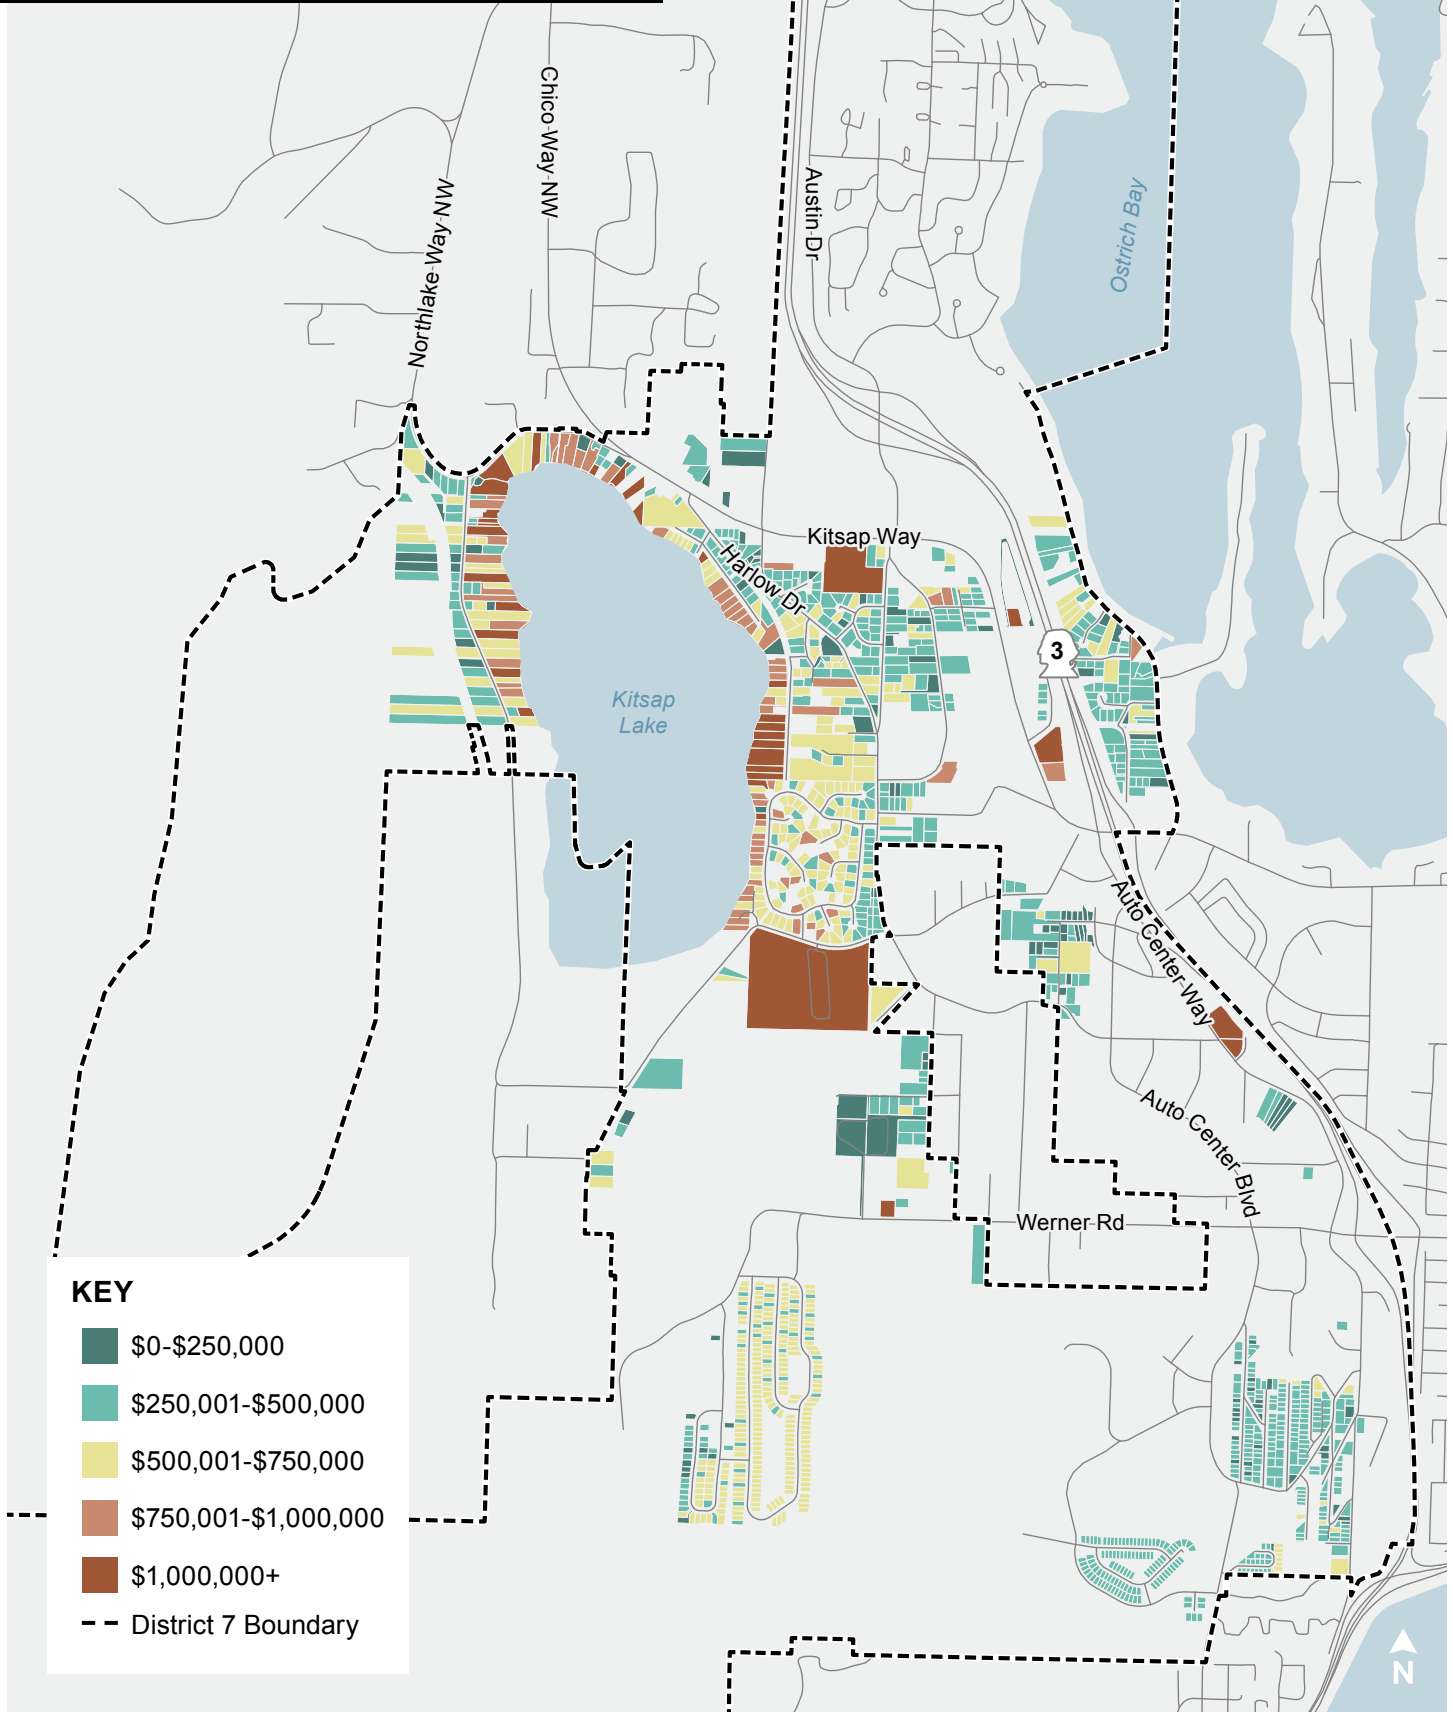 Chico Way NW
Northlake Way NW
Austin Dr
Ostrich Bay
Kitsap Way
Harlow Dr
3
Kitsap
Lake
Auto Center Way
Auto Center Blvd
Werner Rd
KEY
$0-$250,000
$250,001-$500,000
$500,001-$750,000
$750,001-$1,000,000
$1,000,000+
District 7 Boundary
N